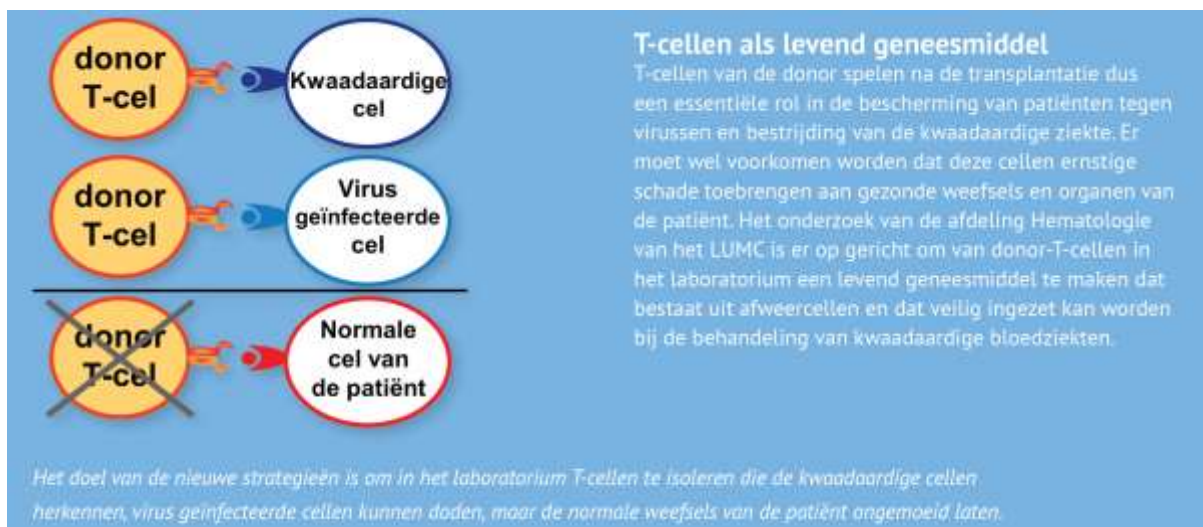 donor
T-cel
Kwaadaardige
cel
donor
T-cel
Virus
geïnfecteerde
cel
donor
T-cel
Normale
cel van
de patiënt
T-cellen als levend geneesmiddel
T-cellen van de donor spelen na de transplantatie dus
een essentiële rol in de bescherming van patiënten tegen
virussen en bestrijding van de kwaadaardige ziekte. Er
moet wel voorkomen worden dat deze cellen ernstige
schade toebrengen aan gezonde weefsels en organen van
de patiënt. Het onderzoek van de afdeling Hematologie
van het LUMC is er op gericht om van donor-T-cellen in
het laboratorium een levend geneesmiddel te maken dat
bestaat uit afweercellen en dat veilig ingezet kan worden
bij de behandeling van kwaadaardige bloedziekten.
Het doel van de nieuwe strategieën is om in het laboratorium T-cellen te isoleren die de kwaadaardige cellen
herkennen, virus geïnfecteerde cellen kunnen doden, maar de normale weefsels van de patiënt ongemoeid laten.